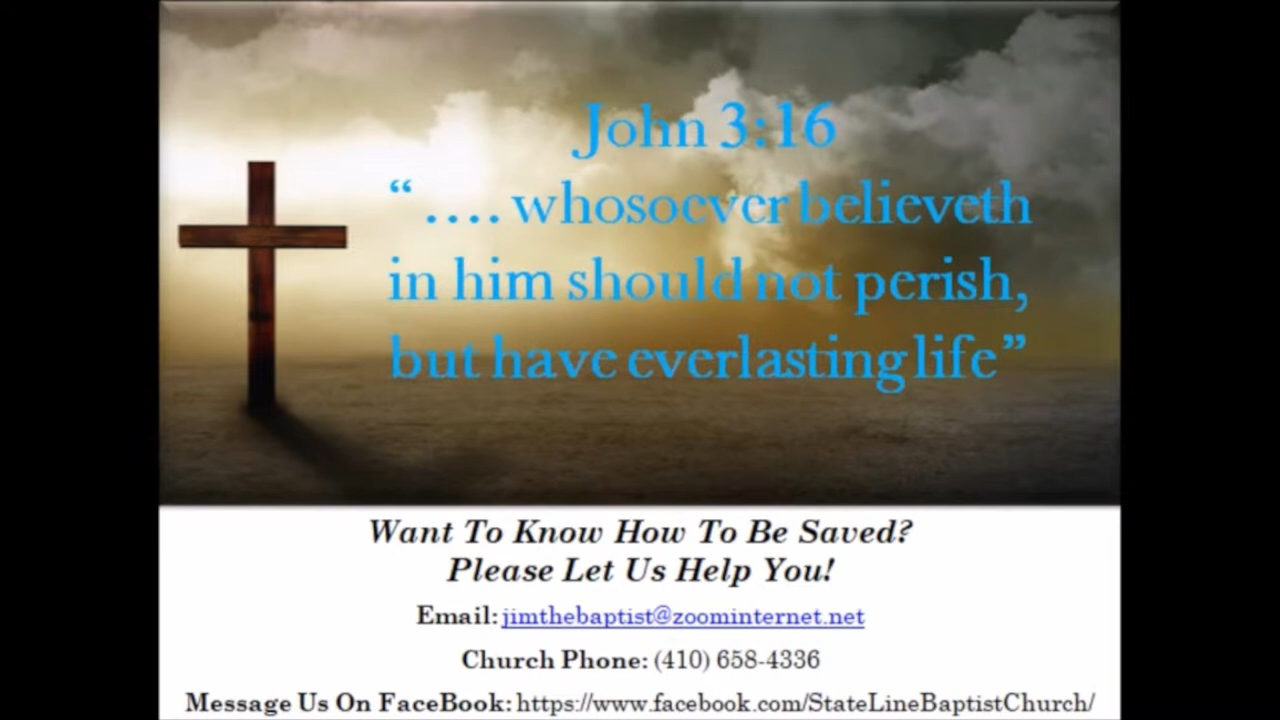 John 3:16
“ .... whosoever believeth
in him should not perish,
but have everlasting life”
Want To Know How To Be Saved?
Please Let Us Help You!
Email: jimthebaptist@zoominternet.net
Church Phone: (410) 658-4336
Message Us On FaceBook: https://www.facebook.com/StateLineBaptistChurch/